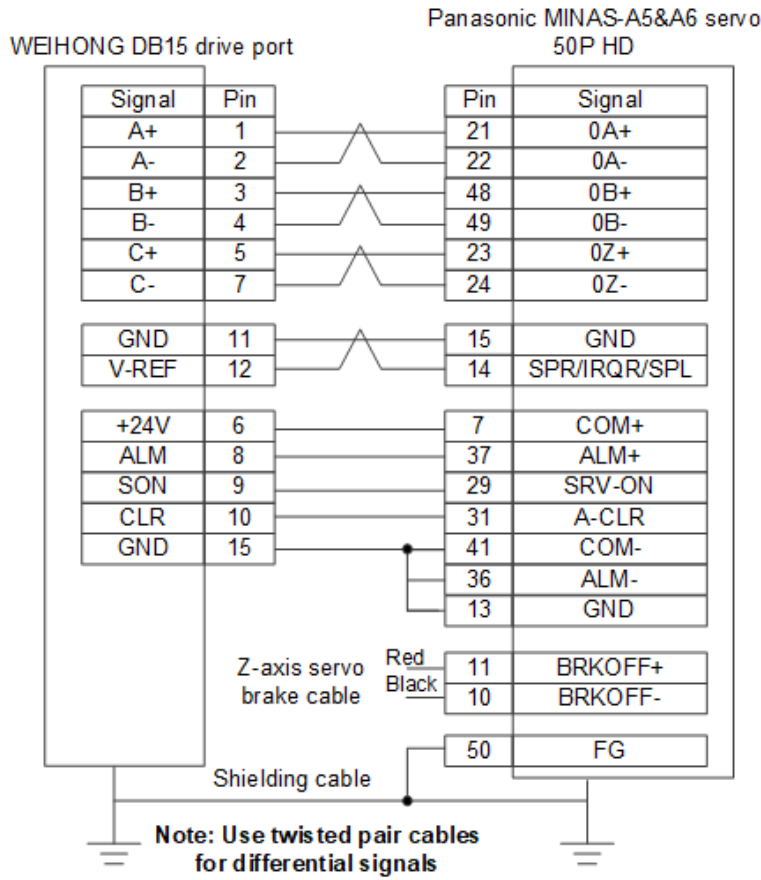 Panasonic MINAS-A5&A6 servo
WEIHONG DB15 drive port 50P HD
Signal Pin Pin Signal
A+ 1 21 0A+
A- 2 22 0A-
B+ 3 48 0B+
B- 4 49 0B-
C+ 5 23 0Z+
C- 7 24 0Z-
GND 11 15 GND
V-REF 12 14 SPR/IRQR/SPL
+24V 6 7 COM+
ALM 8 37 ALM+
SON 9 29 SRV-ON
CLR 10 31 A-CLR
GND 15 41 COM-
36 ALM-
13 GND
Z-axis servo Red 11 BRKOFF+
brake cable Black 10 BRKOFF-
50 FG
Shielding cable
Note: Use twisted pair cables
for differential signals